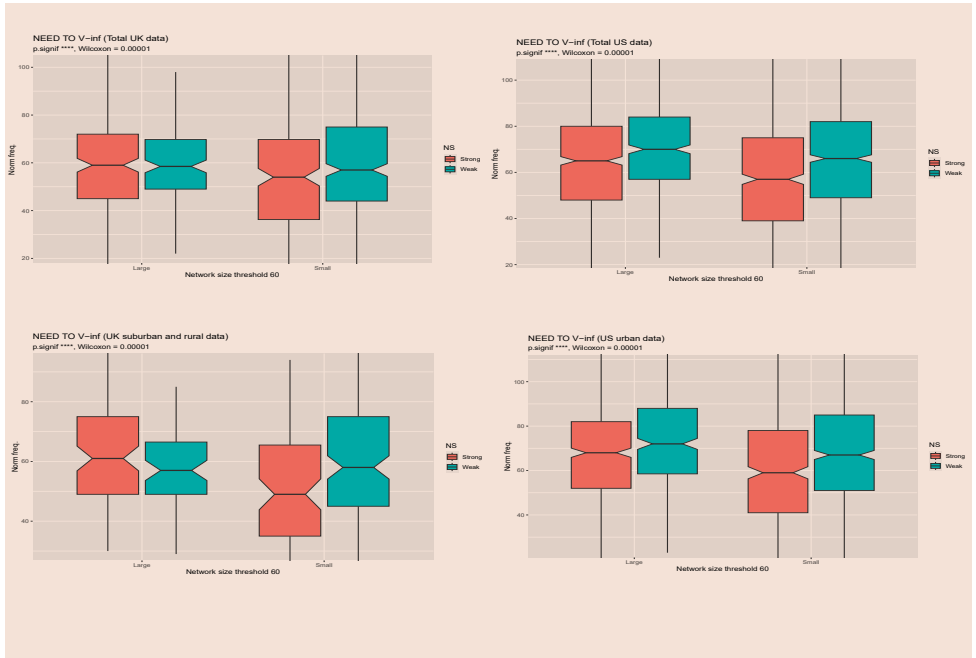 NEED TO V−inf (Total UK data)
p.signif ****, Wilcoxon = 0.00001
100
80
60
40
20
Norm freq.
Large
Small
Network size threshold 60
NS
Strong
Weak
NEED TO V−inf (Total US data)
p.signif ****, Wilcoxon = 0.00001
100
80
60
40
20
Norm freq.
Large
Small
Network size threshold 60
NS
Strong
Weak
NEED TO V−inf (UK suburban and rural data)
p.signif ****, Wilcoxon = 0.00001
80
60
40
Norm freq.
Large
Small
Network size threshold 60
NS
Strong
Weak
NEED TO V−inf (US urban data)
p.signif ****, Wilcoxon = 0.00001
100
80
60
40
Norm freq.
Large
Small
Network size threshold 60
NS
Strong
Weak